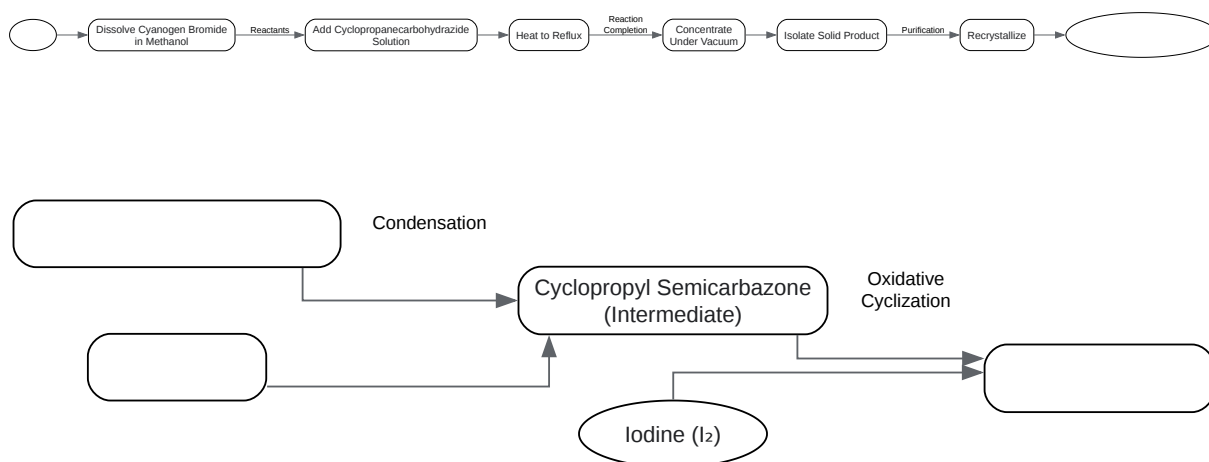 Dissolve Cyanogen Bromide
in Methanol
Reactants
Add Cyclopropanecarbohydrazide
Solution
Heat to Reflux
Reaction
Completion
Concentrate
Under Vacuum
Isolate Solid Product
Purification
Recrystallize
Condensation
Cyclopropyl Semicarbazone
(Intermediate)
Oxidative
Cyclization
Iodine (I₂)